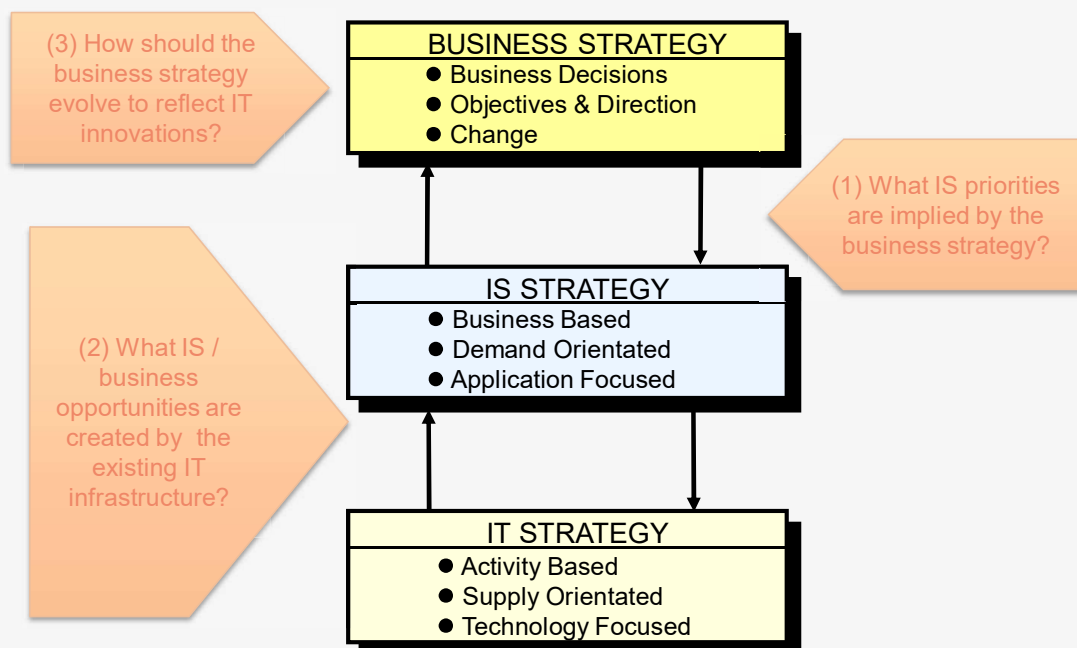 (3) How should the
business strategy
evolve to reflect IT
innovations?
BUSINESS STRATEGY
● Business Decisions
● Objectives & Direction
● Change
(1) What IS priorities
are implied by the
business strategy?
IS STRATEGY
● Business Based
● Demand Orientated
● Application Focused
(2) What IS /
business
opportunities are
created by the
existing IT
infrastructure?
IT STRATEGY
● Activity Based
● Supply Orientated
● Technology Focused